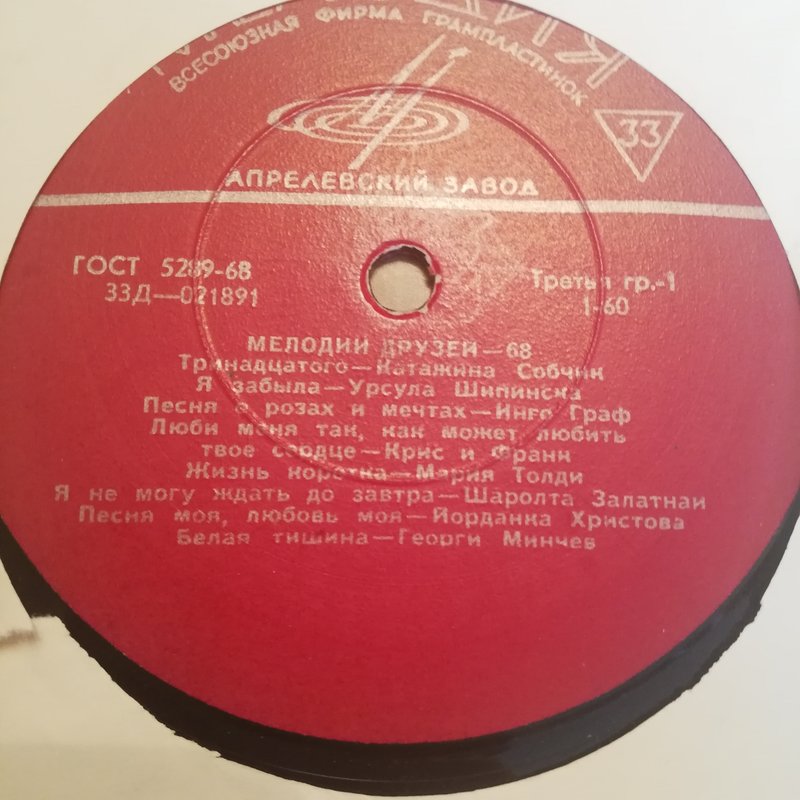 ВСЕСОЮЗНАЯ ФИРМА ГРАМПЛАСТИНОК
33
АПРЕЛЕВСКИЙ ЗАВОД
ГОСТ 5289-68
Третья гр.-1
33Д—021891
1-60
МЕЛОДИИ ДРУЗЕЙ—68
Тринадцатого—Катажина Собчик
Я забыла—Урсула Шипинска
Песня о розах и мечтах—Инго Граф
Люби меня так, как может любить
твое сердце—Крис и Франк
Жизнь коротка—Мария Толди
Я не могу ждать до завтра—Шаролта Залатнаи
Песня моя, любовь моя—Йорданка Христова
Белая тишина—Георги Минчев